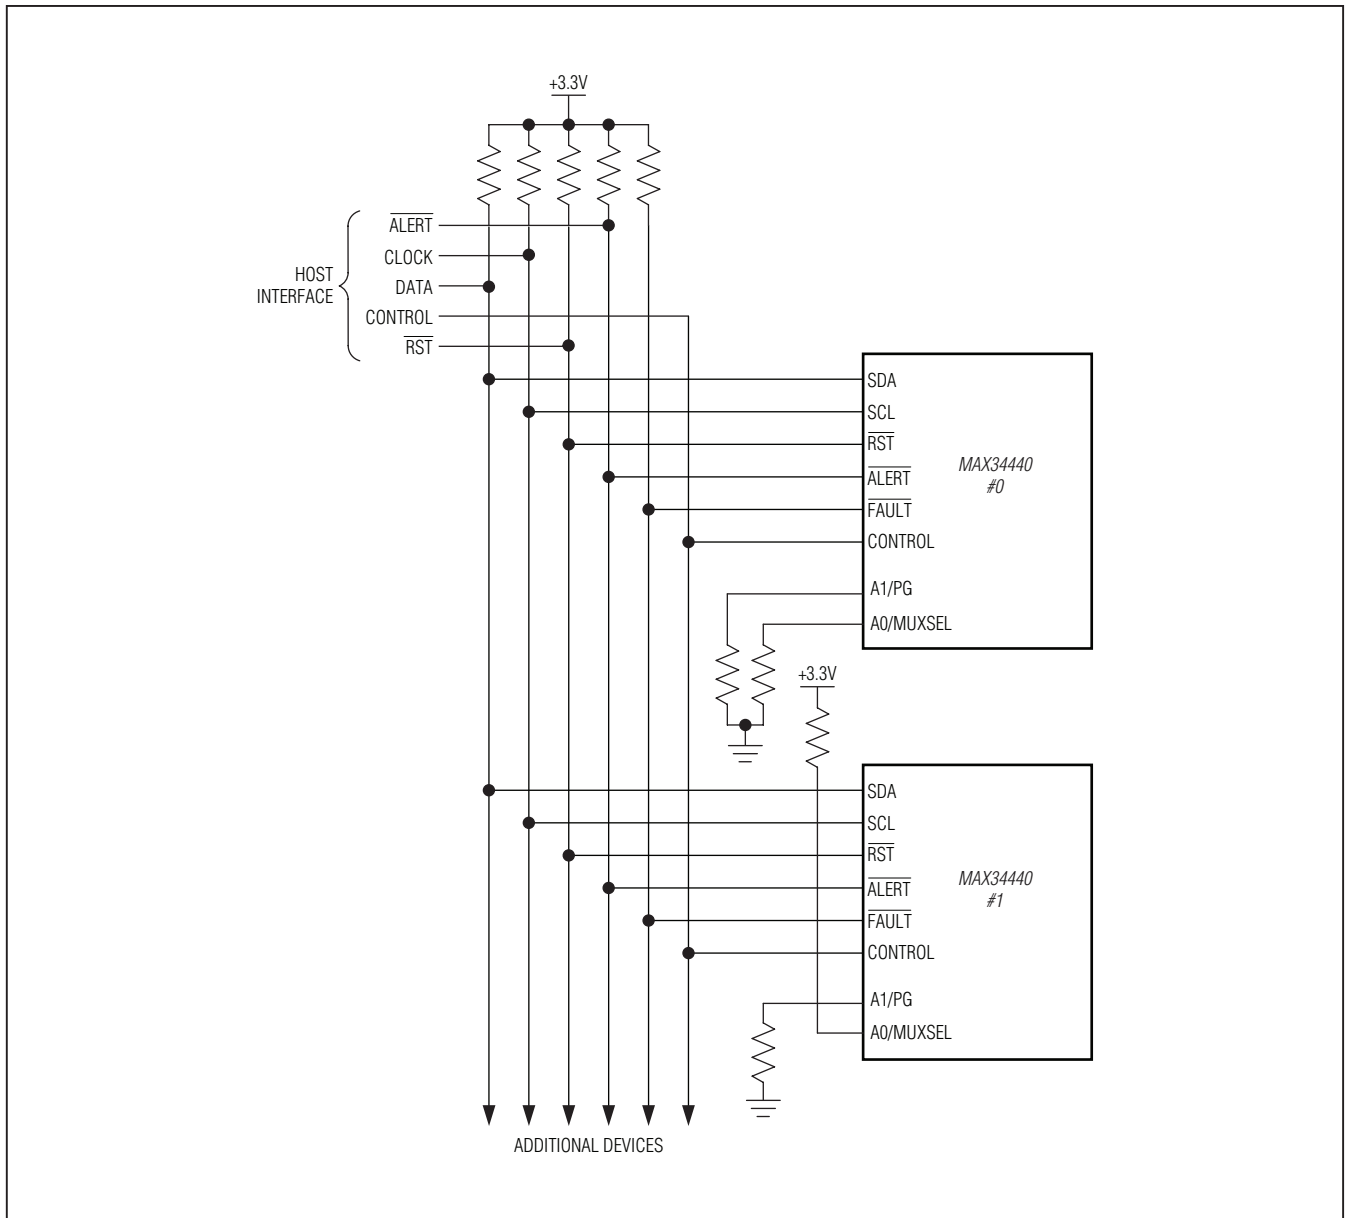 +3.3V
ALERT
CLOCK
DATA
CONTROL
RST
HOST
INTERFACE
SDA
SCL
RST
ALERT
FAULT
CONTROL
A1/PG
A0/MUXSEL
MAX34440
#0
+3.3V
SDA
SCL
RST
ALERT
FAULT
CONTROL
A1/PG
A0/MUXSEL
MAX34440
#1
ADDITIONAL DEVICES